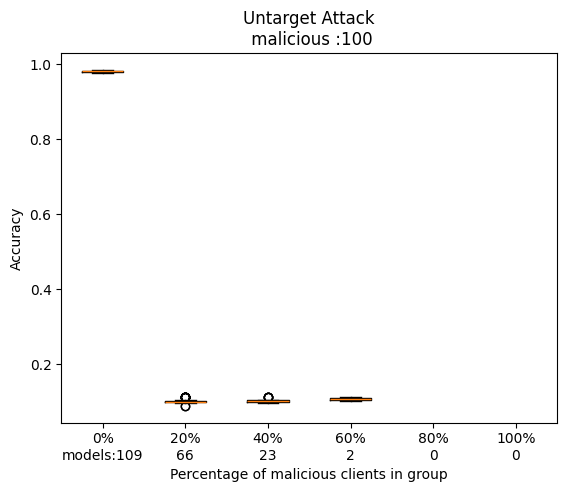 Untarget Attack
malicious :100
Accuracy
1.0
0.8
0.6
0.4
0.2
0% 20% 40% 60% 80% 100%
models:109 66 23 2 0 0
Percentage of malicious clients in group